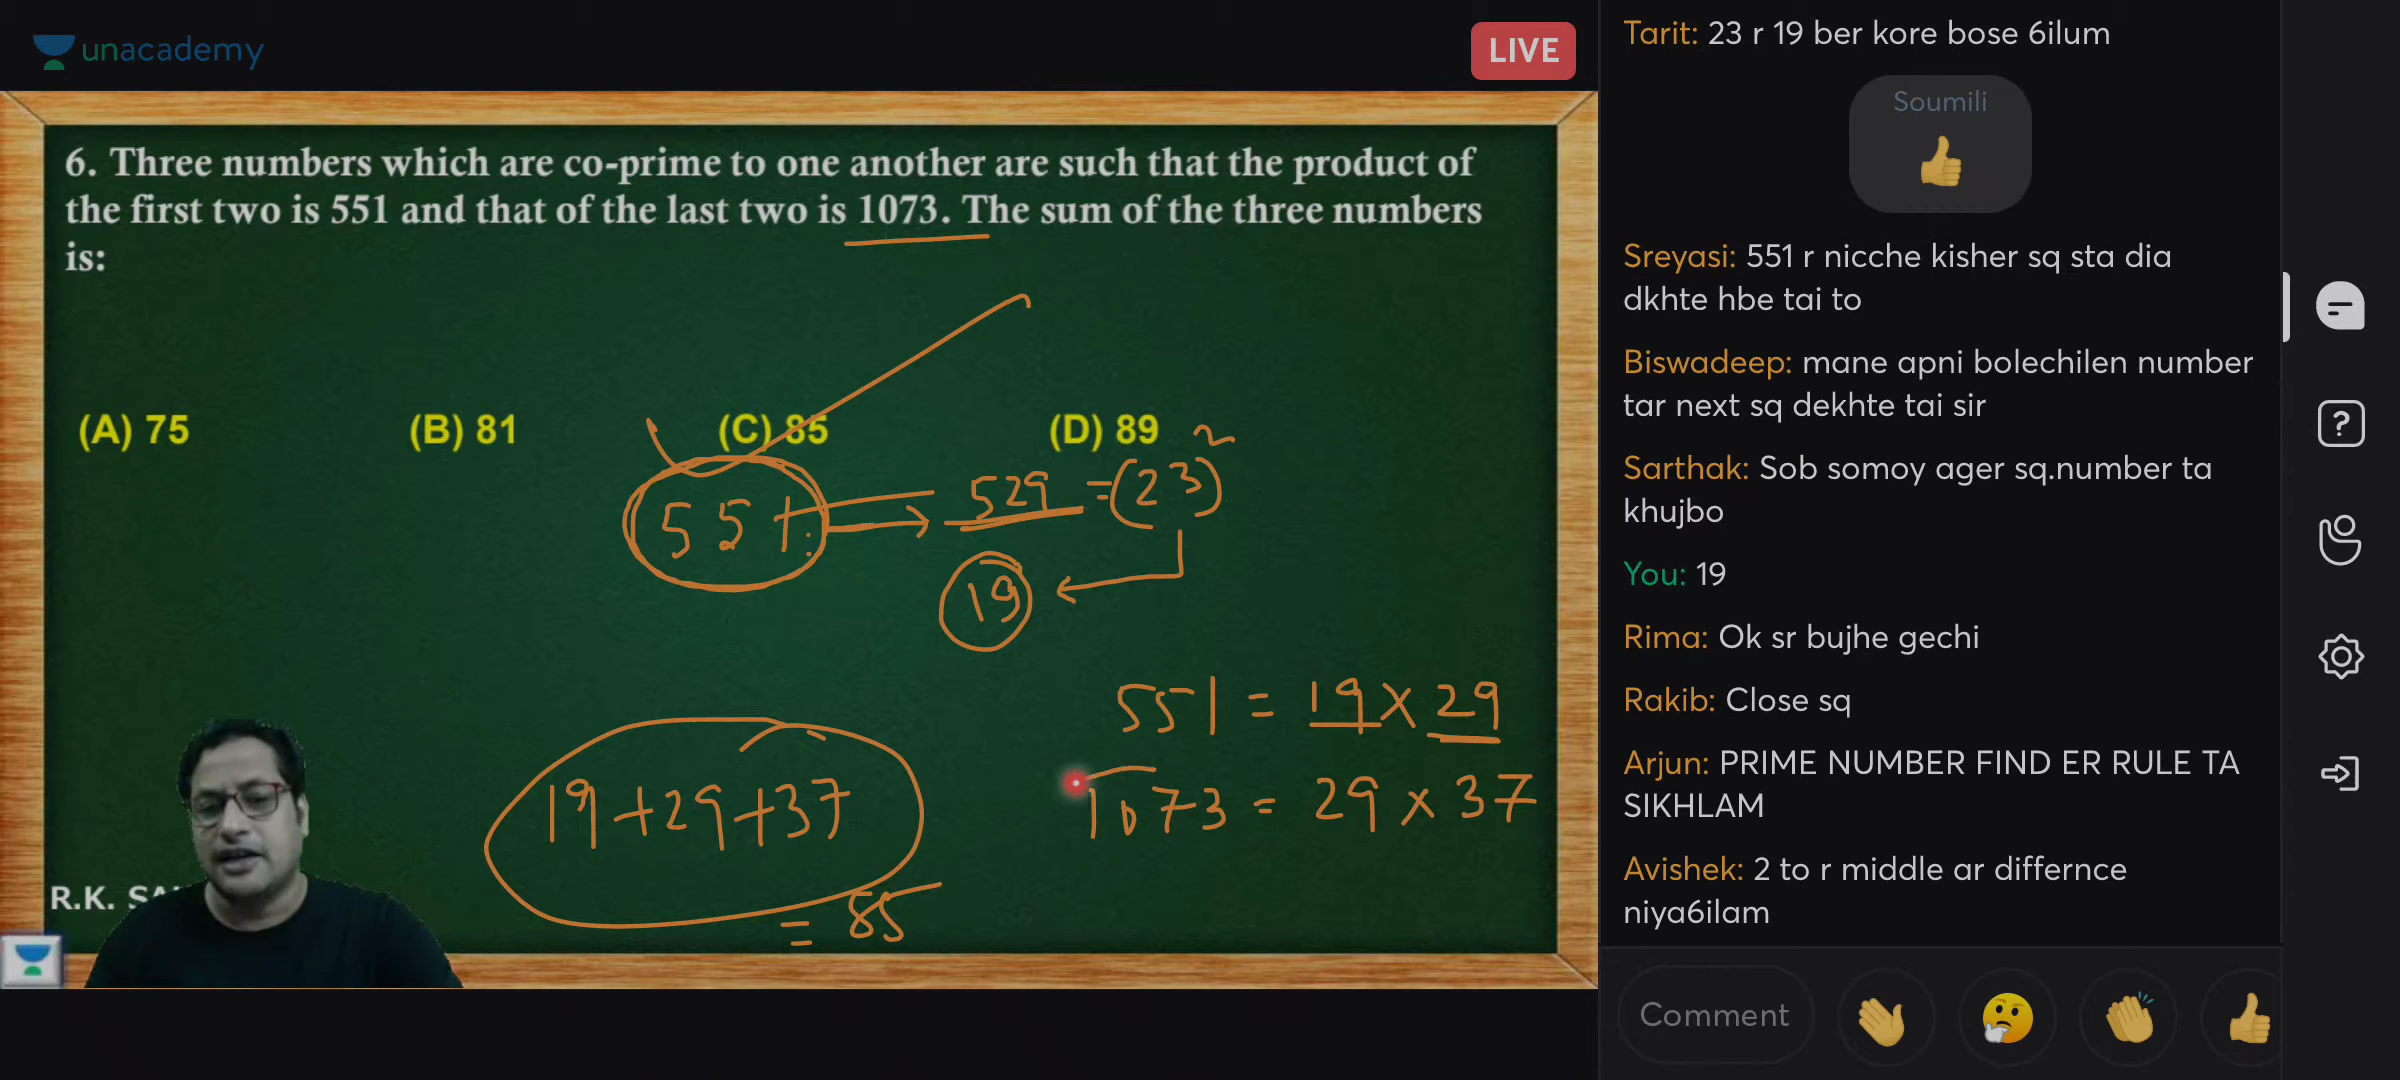 unacademy
LIVE
6. Three numbers which are co-prime to one another are such that the product of
the first two is 551 and that of the last two is 1073. The sum of the three numbers
is:
(A) 75
(B) 81
(C) 85
(D) 89
551
529 = (23)²
19
551 = 19 × 29
1073 = 29 × 37
19 + 29 + 37
= 85
R.K.
Tarit: 23 r 19 ber kore bose 6ilum
Soumili
Sreyasi: 551 r nicche kisher sq sta dia
dkhte hbe tai to
Biswadeep: mane apni bolechilen number
tar next sq dekhte tai sir
Sarthak: Sob somoy ager sq.number ta
khujbo
You: 19
Rima: Ok sr bujhe gechi
Rakib: Close sq
Arjun: PRIME NUMBER FIND ER RULE TA
SIKHLAM
Avishek: 2 to r middle ar differnce
niya6ilam
Comment